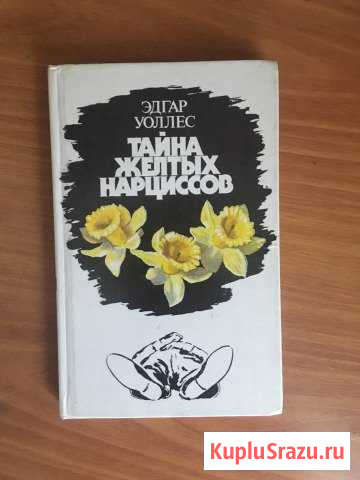 ЭДГАР
УОЛЛЕС
ТАЙНА
ЖЕЛТЫХ
НАРЦИССОВ
KupluSrazu.ru